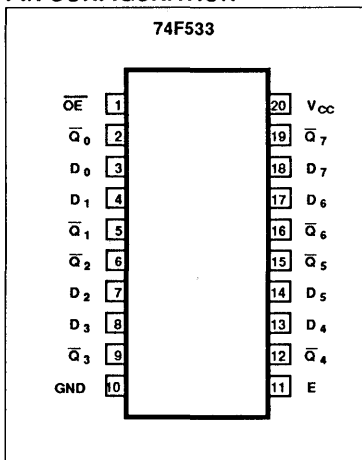 74F533
O̅E̅ 1 20 VCC
Q̅0 2 19 Q̅7
D0 3 18 D7
D1 4 17 D6
Q̅1 5 16 Q̅6
Q̅2 6 15 Q̅5
D2 7 14 D5
D3 8 13 D4
Q̅3 9 12 Q̅4
GND 10 11 E